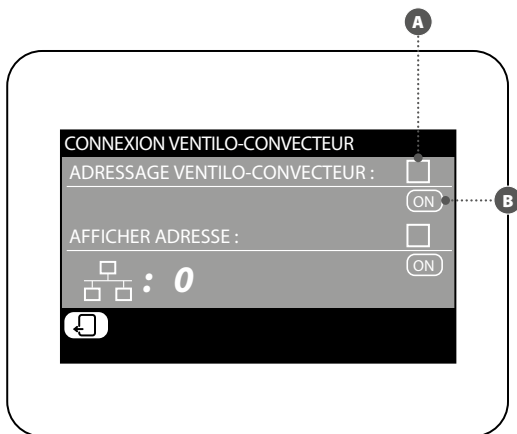 A
CONNEXION VENTILO-CONVECTEUR
ADRESSAGE VENTILO-CONVECTEUR :
ON
B
AFFICHER ADRESSE :
ON
: 0